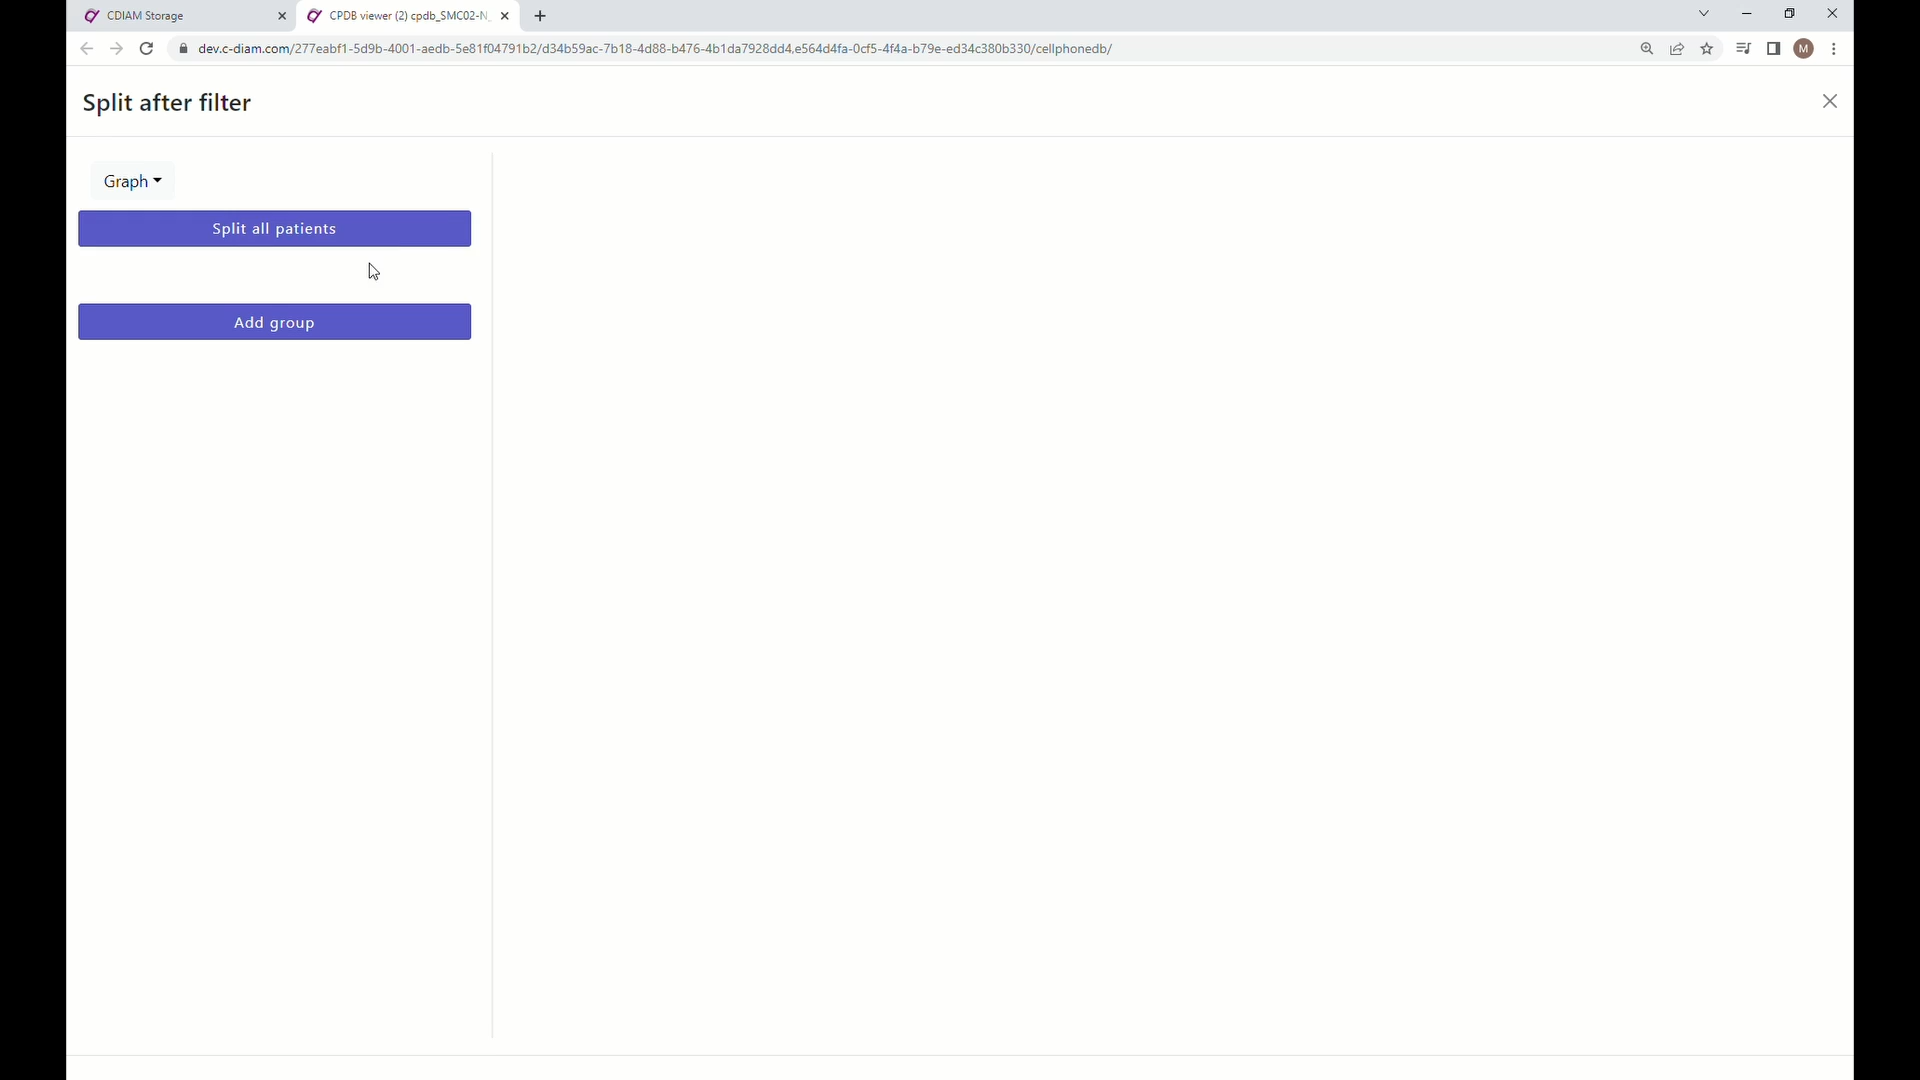 CDIAM Storage
CPDB viewer (2) cpdb_SMC02-N
dev.c-diam.com/277eabf1-5d9b-4001-aedb-5e81f04791b2/d34b59ac-7b18-4d88-b476-4b1da7928dd4,e564d4fa-0cf5-4f4a-b79e-ed34c380b330/cellphonedb/
M
Split after filter
Graph
Split all patients
Add group